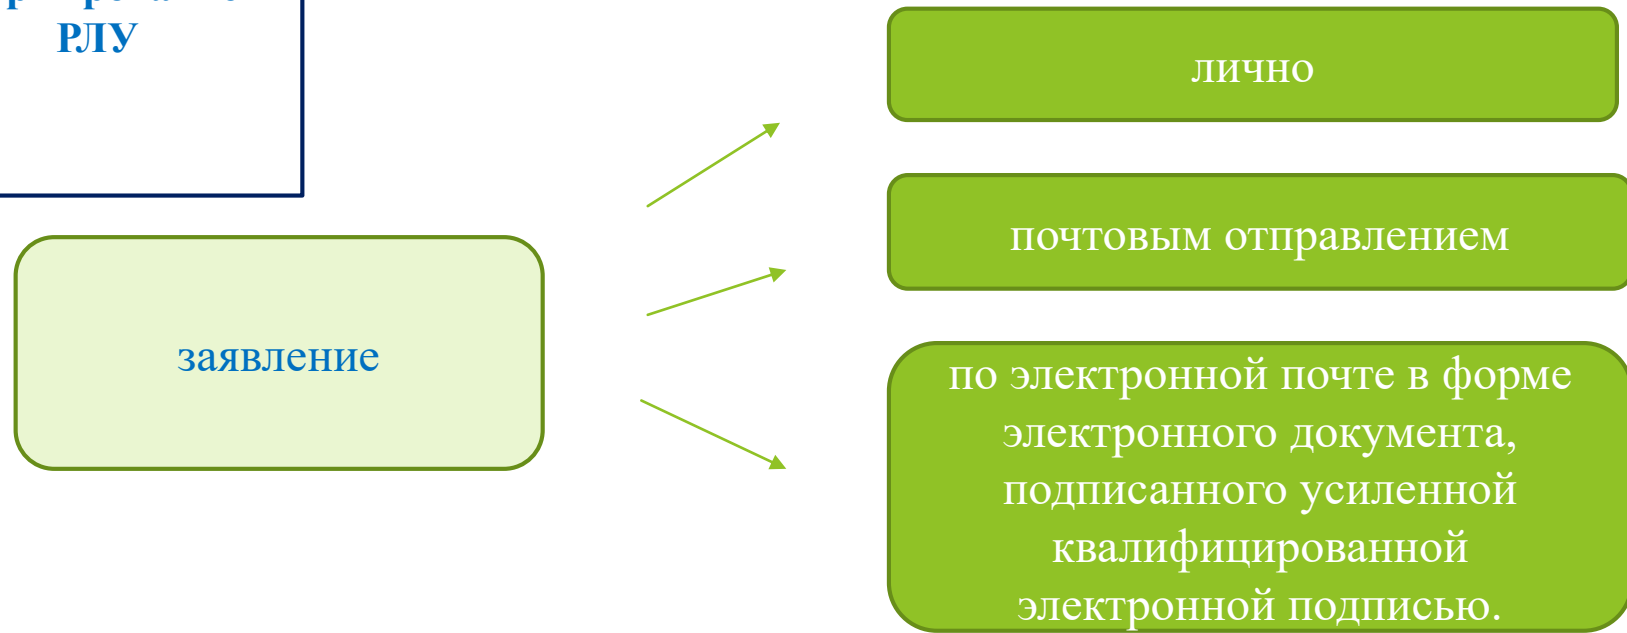 РЛУ
лично
почтовым отправлением
заявление
по электронной почте в форме
электронного документа,
подписанного усиленной
квалифицированной
электронной подписью.